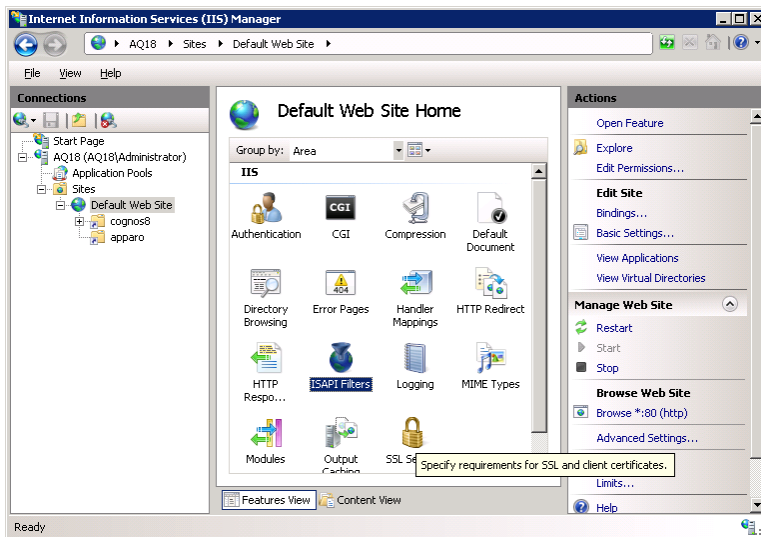 Internet Information Services (IIS) Manager
AQ18 Sites Default Web Site
File View Help
Connections
Start Page
AQ18 (AQ18\Administrator)
Application Pools
Sites
Default Web Site
cognos8
apparo
Default Web Site Home
Group by: Area
IIS
Authentication CGI Compression Default
Document
CGI
Directory Error Pages Handler HTTP Redirect
Browsing Mappings
404
HTTP ISAPI Filters Logging MIME Types
Respo...
Modules Output SSL Se
Caching
Specify requirements for SSL and client certificates.
Features View Content View
Actions
Open Feature
Explore
Edit Permissions...
Edit Site
Bindings...
Basic Settings...
View Applications
View Virtual Directories
Manage Web Site
Restart
Start
Stop
Browse Web Site
Browse *:80 (http)
Advanced Settings...
Limits...
Help
Ready